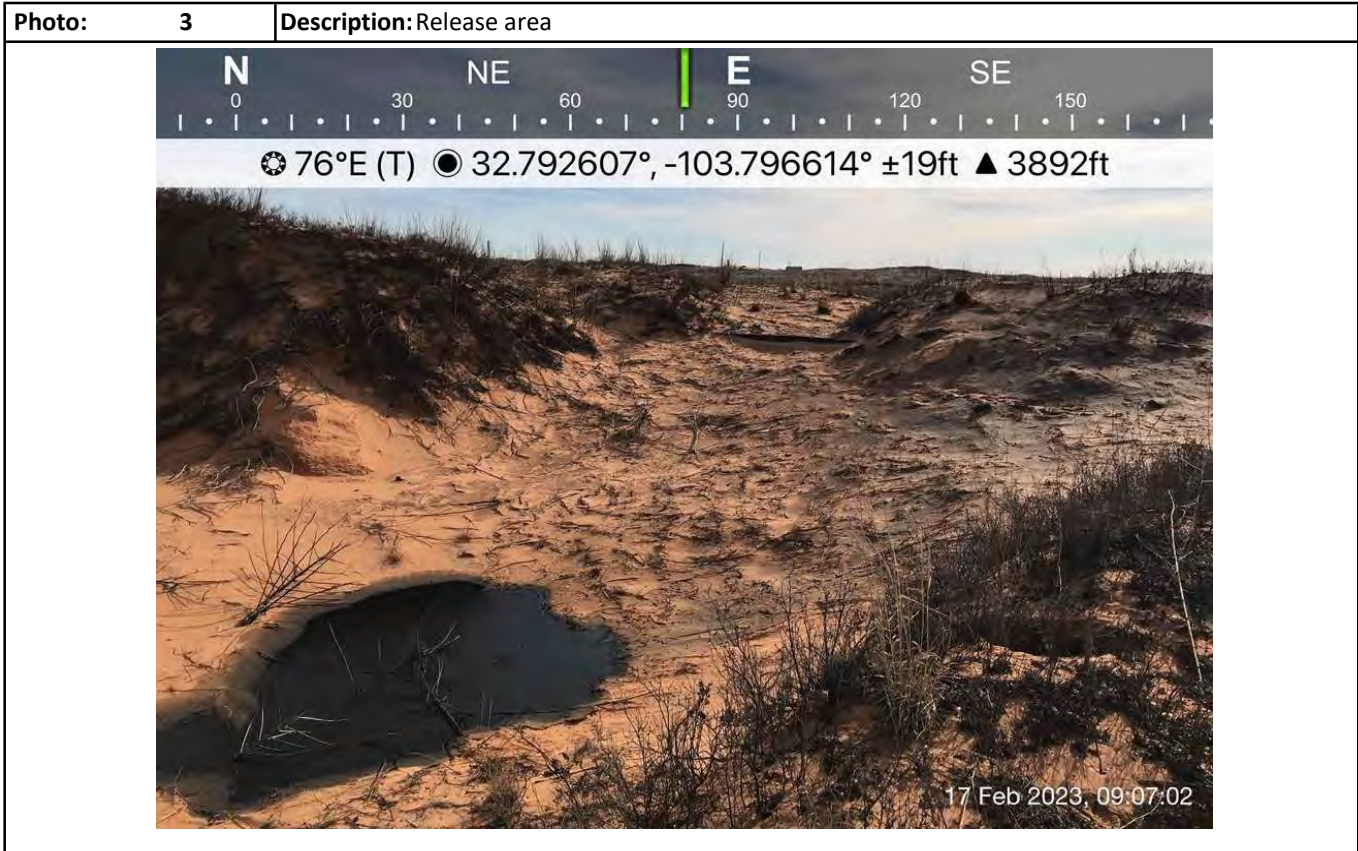 Photo: 3 Description: Release area
N NE E SE
0 30 60 90 120 150
76°E (T) 32.792607°, -103.796614° ±19ft ▲ 3892ft
17 Feb 2023, 09:07:02